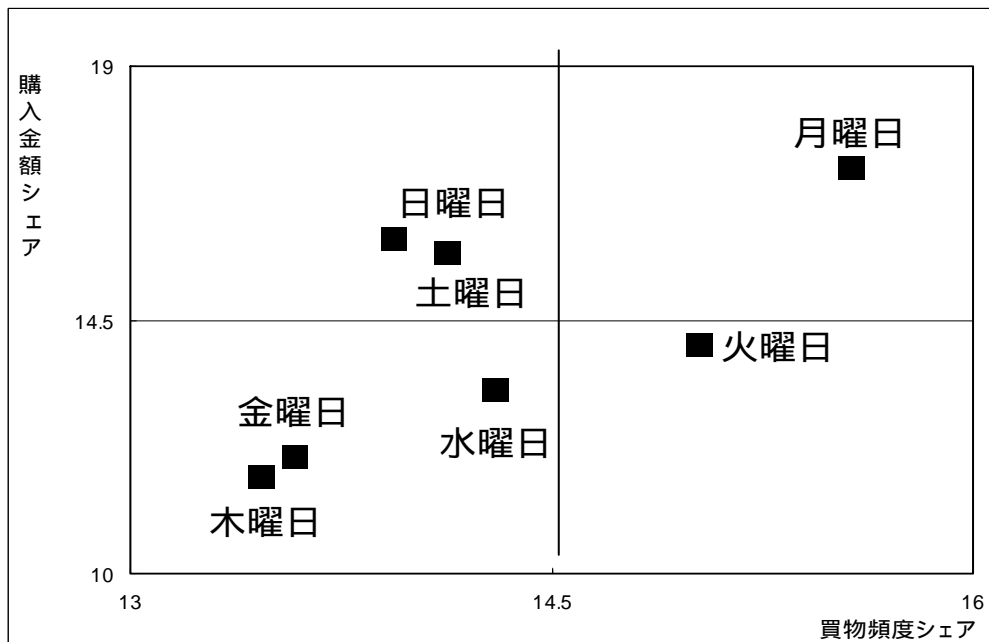 購入金額シェア
19
月曜日
日曜日
土曜日
14.5
火曜日
金曜日
水曜日
木曜日
10
13
14.5
16
買物頻度シェア